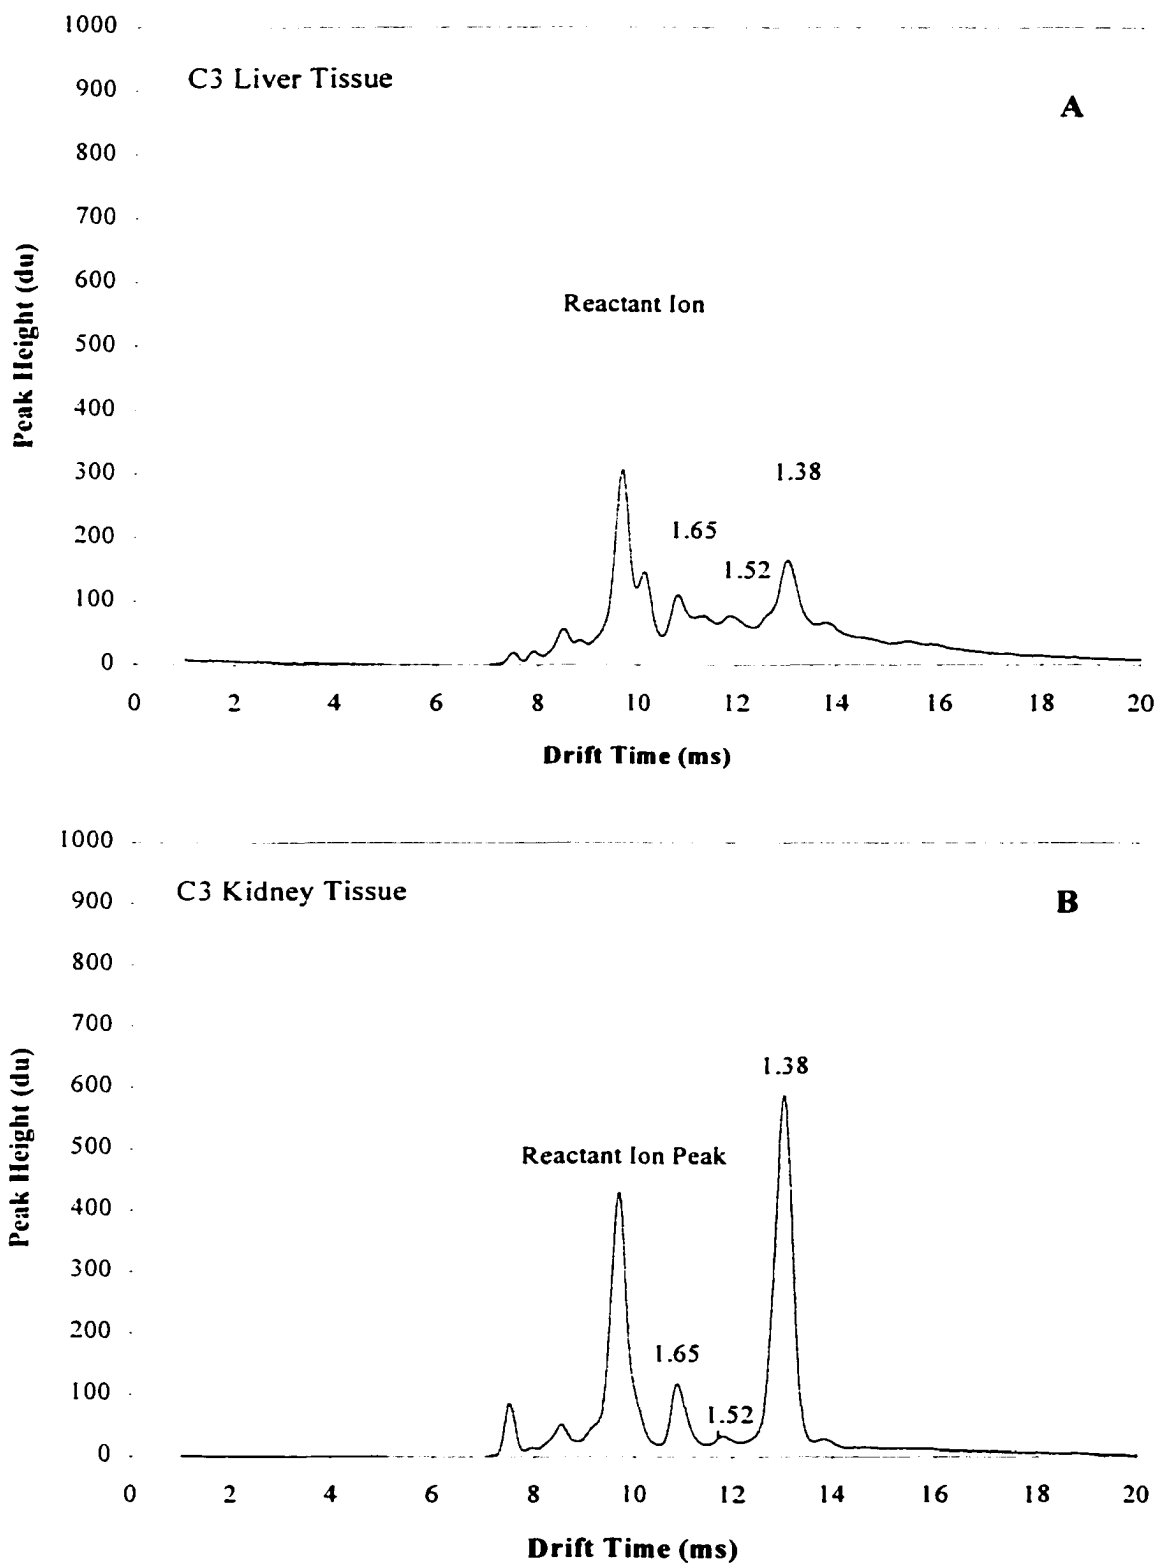 1000
C3 Liver Tissue
A
900
800
700
600
Reactant Ion
500
400
300
1.38
1.65
200
1.52
100
0
Peak Height (du)
0 2 4 6 8 10 12 14 16 18 20
Drift Time (ms)
1000
C3 Kidney Tissue
B
900
800
700
600
1.38
500
Reactant Ion Peak
400
300
200
1.65
100
1.52
0
Peak Height (du)
0 2 4 6 8 10 12 14 16 18 20
Drift Time (ms)